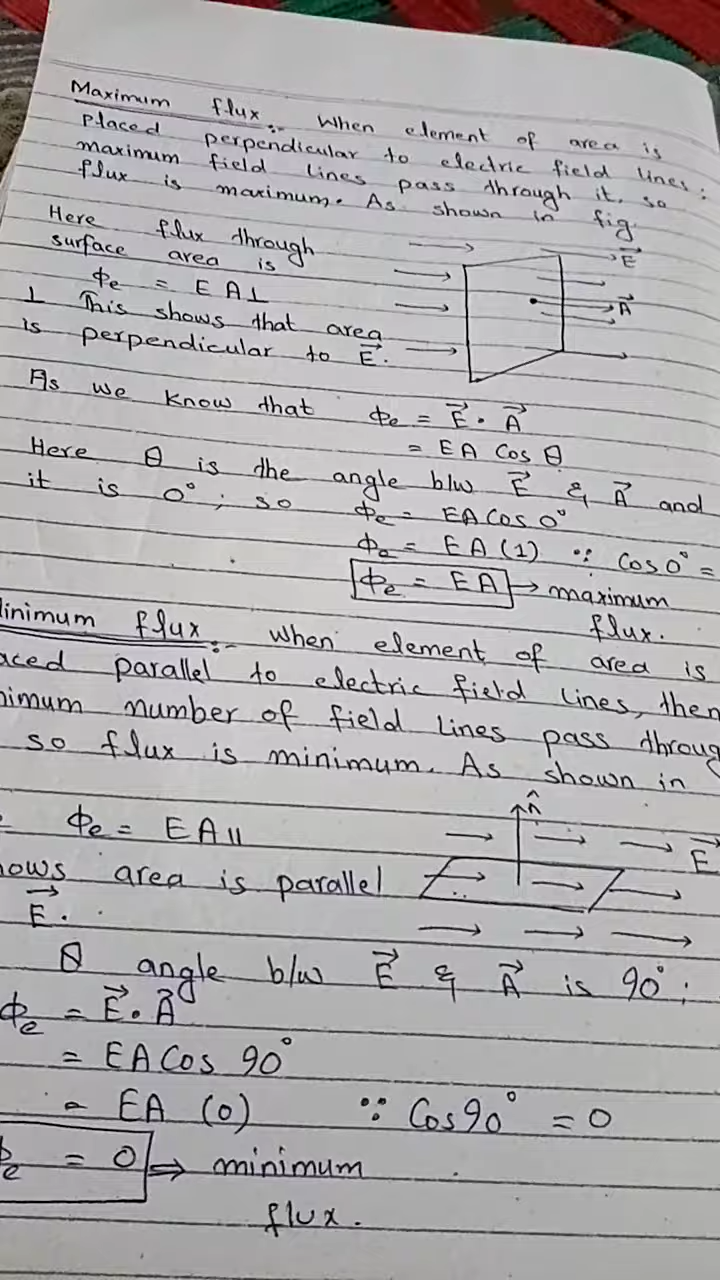 Maximum flux :- When element of area is
placed perpendicular to electric field lines;
maximum field lines pass through it, so
flux is maximum. As shown in fig.
Here flux through
surface area is
Φe = EA⊥
⊥ This shows that area
is perpendicular to E⃗.
E⃗
A⃗
As we know that Φe = E⃗ . A⃗
= EA Cos θ
Here θ is the angle b/w E⃗ & A⃗ and
it is 0°; so Φe = EA Cos 0°
Φe = EA (1) ∵ Cos 0° =
Φe = EA → maximum
flux.
inimum flux :- When element of area is
aced parallel to electric field lines, then
nimum number of field lines pass throug
so flux is minimum. As shown in
Φe = EA||
n̂
E⃗
hows area is parallel
E⃗.
θ angle b/w E⃗ & A⃗ is 90°;
Φe = E⃗ . A⃗
= EA Cos 90°
= EA (0) ∵ Cos 90° = 0
Φe = 0 ⇒ minimum
flux.